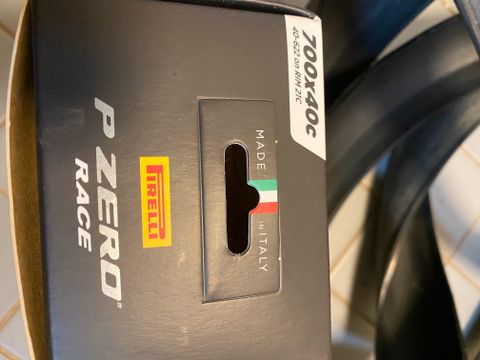 700x40c
40-622 on RIM 21C
MADE
IN ITALY
PIRELLI
P ZERO
RACE